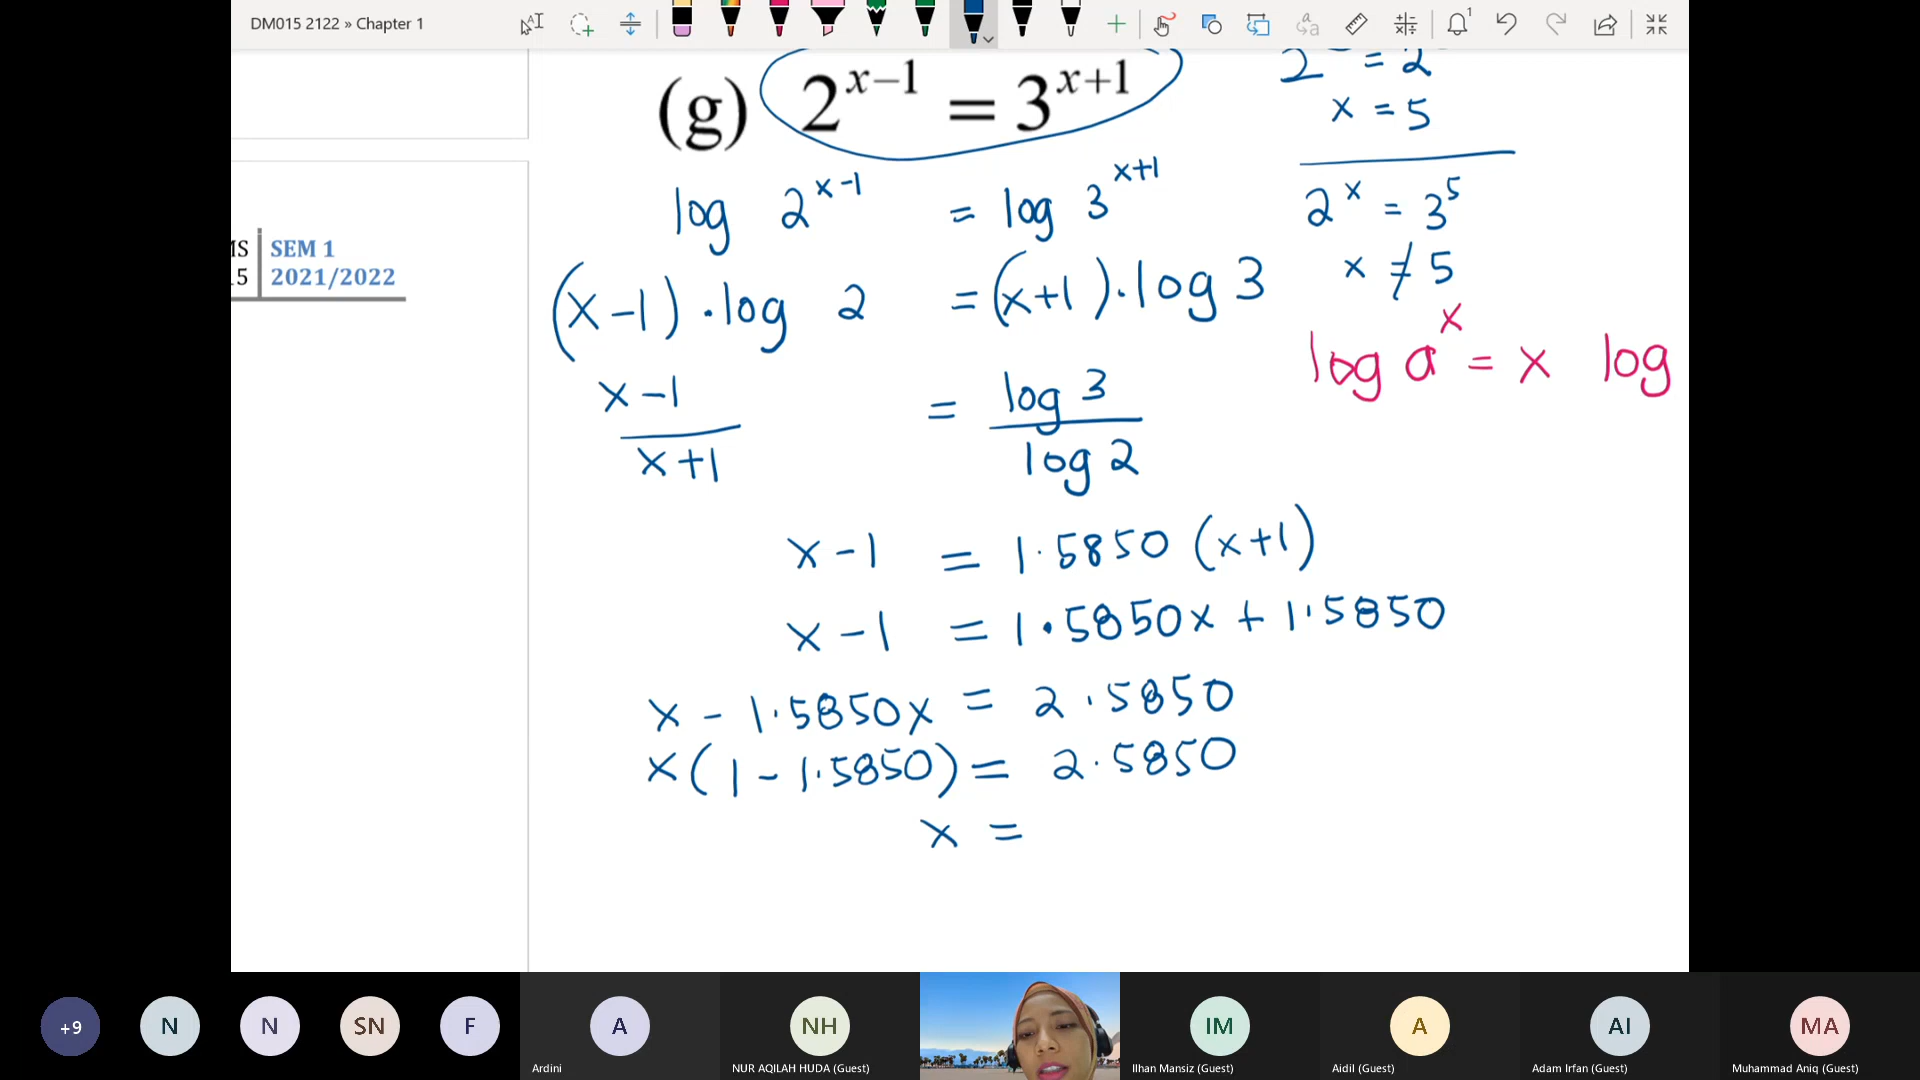 DM015 2122 » Chapter 1
1
(g) 2^{x−1} = 3^{x+1}
= 2
x = 5
log 2^{x-1} = log 3^{x+1}
2^x = 3^5
SEM 1
2021/2022
5
x ≠ 5
(x-1)·log 2 = (x+1)·log 3
log a^x = x log
x-1 / x+1 = log 3 / log 2
x-1 = 1.5850 (x+1)
x-1 = 1.5850x + 1.5850
x - 1.5850x = 2.5850
x(1 - 1.5850) = 2.5850
x =
+9
N
N
SN
F
A
NH
IM
A
AI
MA
Ardini
NUR AQILAH HUDA (Guest)
Ilhan Mansiz (Guest)
Aidil (Guest)
Adam Irfan (Guest)
Muhammad Aniq (Guest)